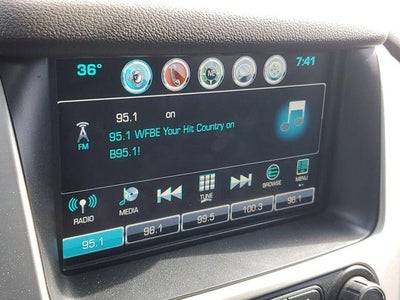 36°
7:41
95.1 on
FM
95.1 WFBE Your Hit Country on
B95.1!
RADIO
MEDIA
TUNE
BROWSE
MENU
95.1
98.1
99.5
100.3
96.1